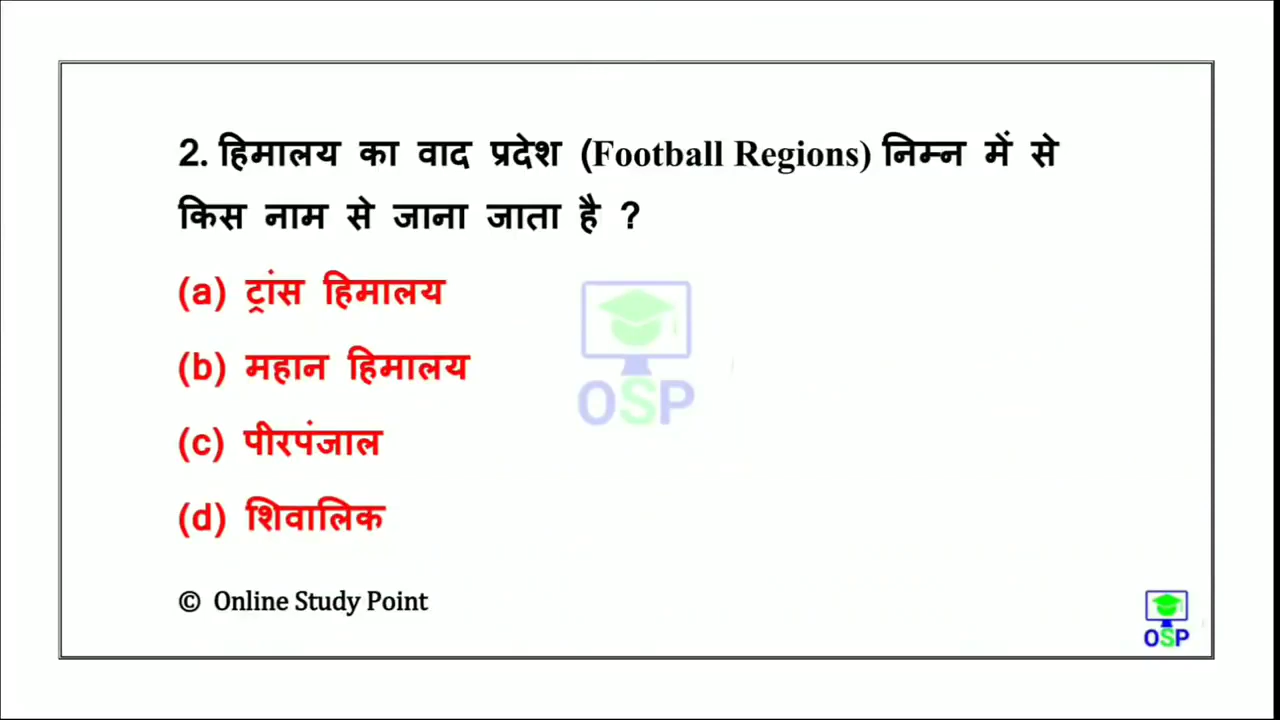 2. हिमालय का वाद प्रदेश (Football Regions) निम्न में से
किस नाम से जाना जाता है ?
(a) ट्रांस हिमालय
(b) महान हिमालय
OSP
(c) पीरपंजाल
(d) शिवालिक
© Online Study Point
OSP